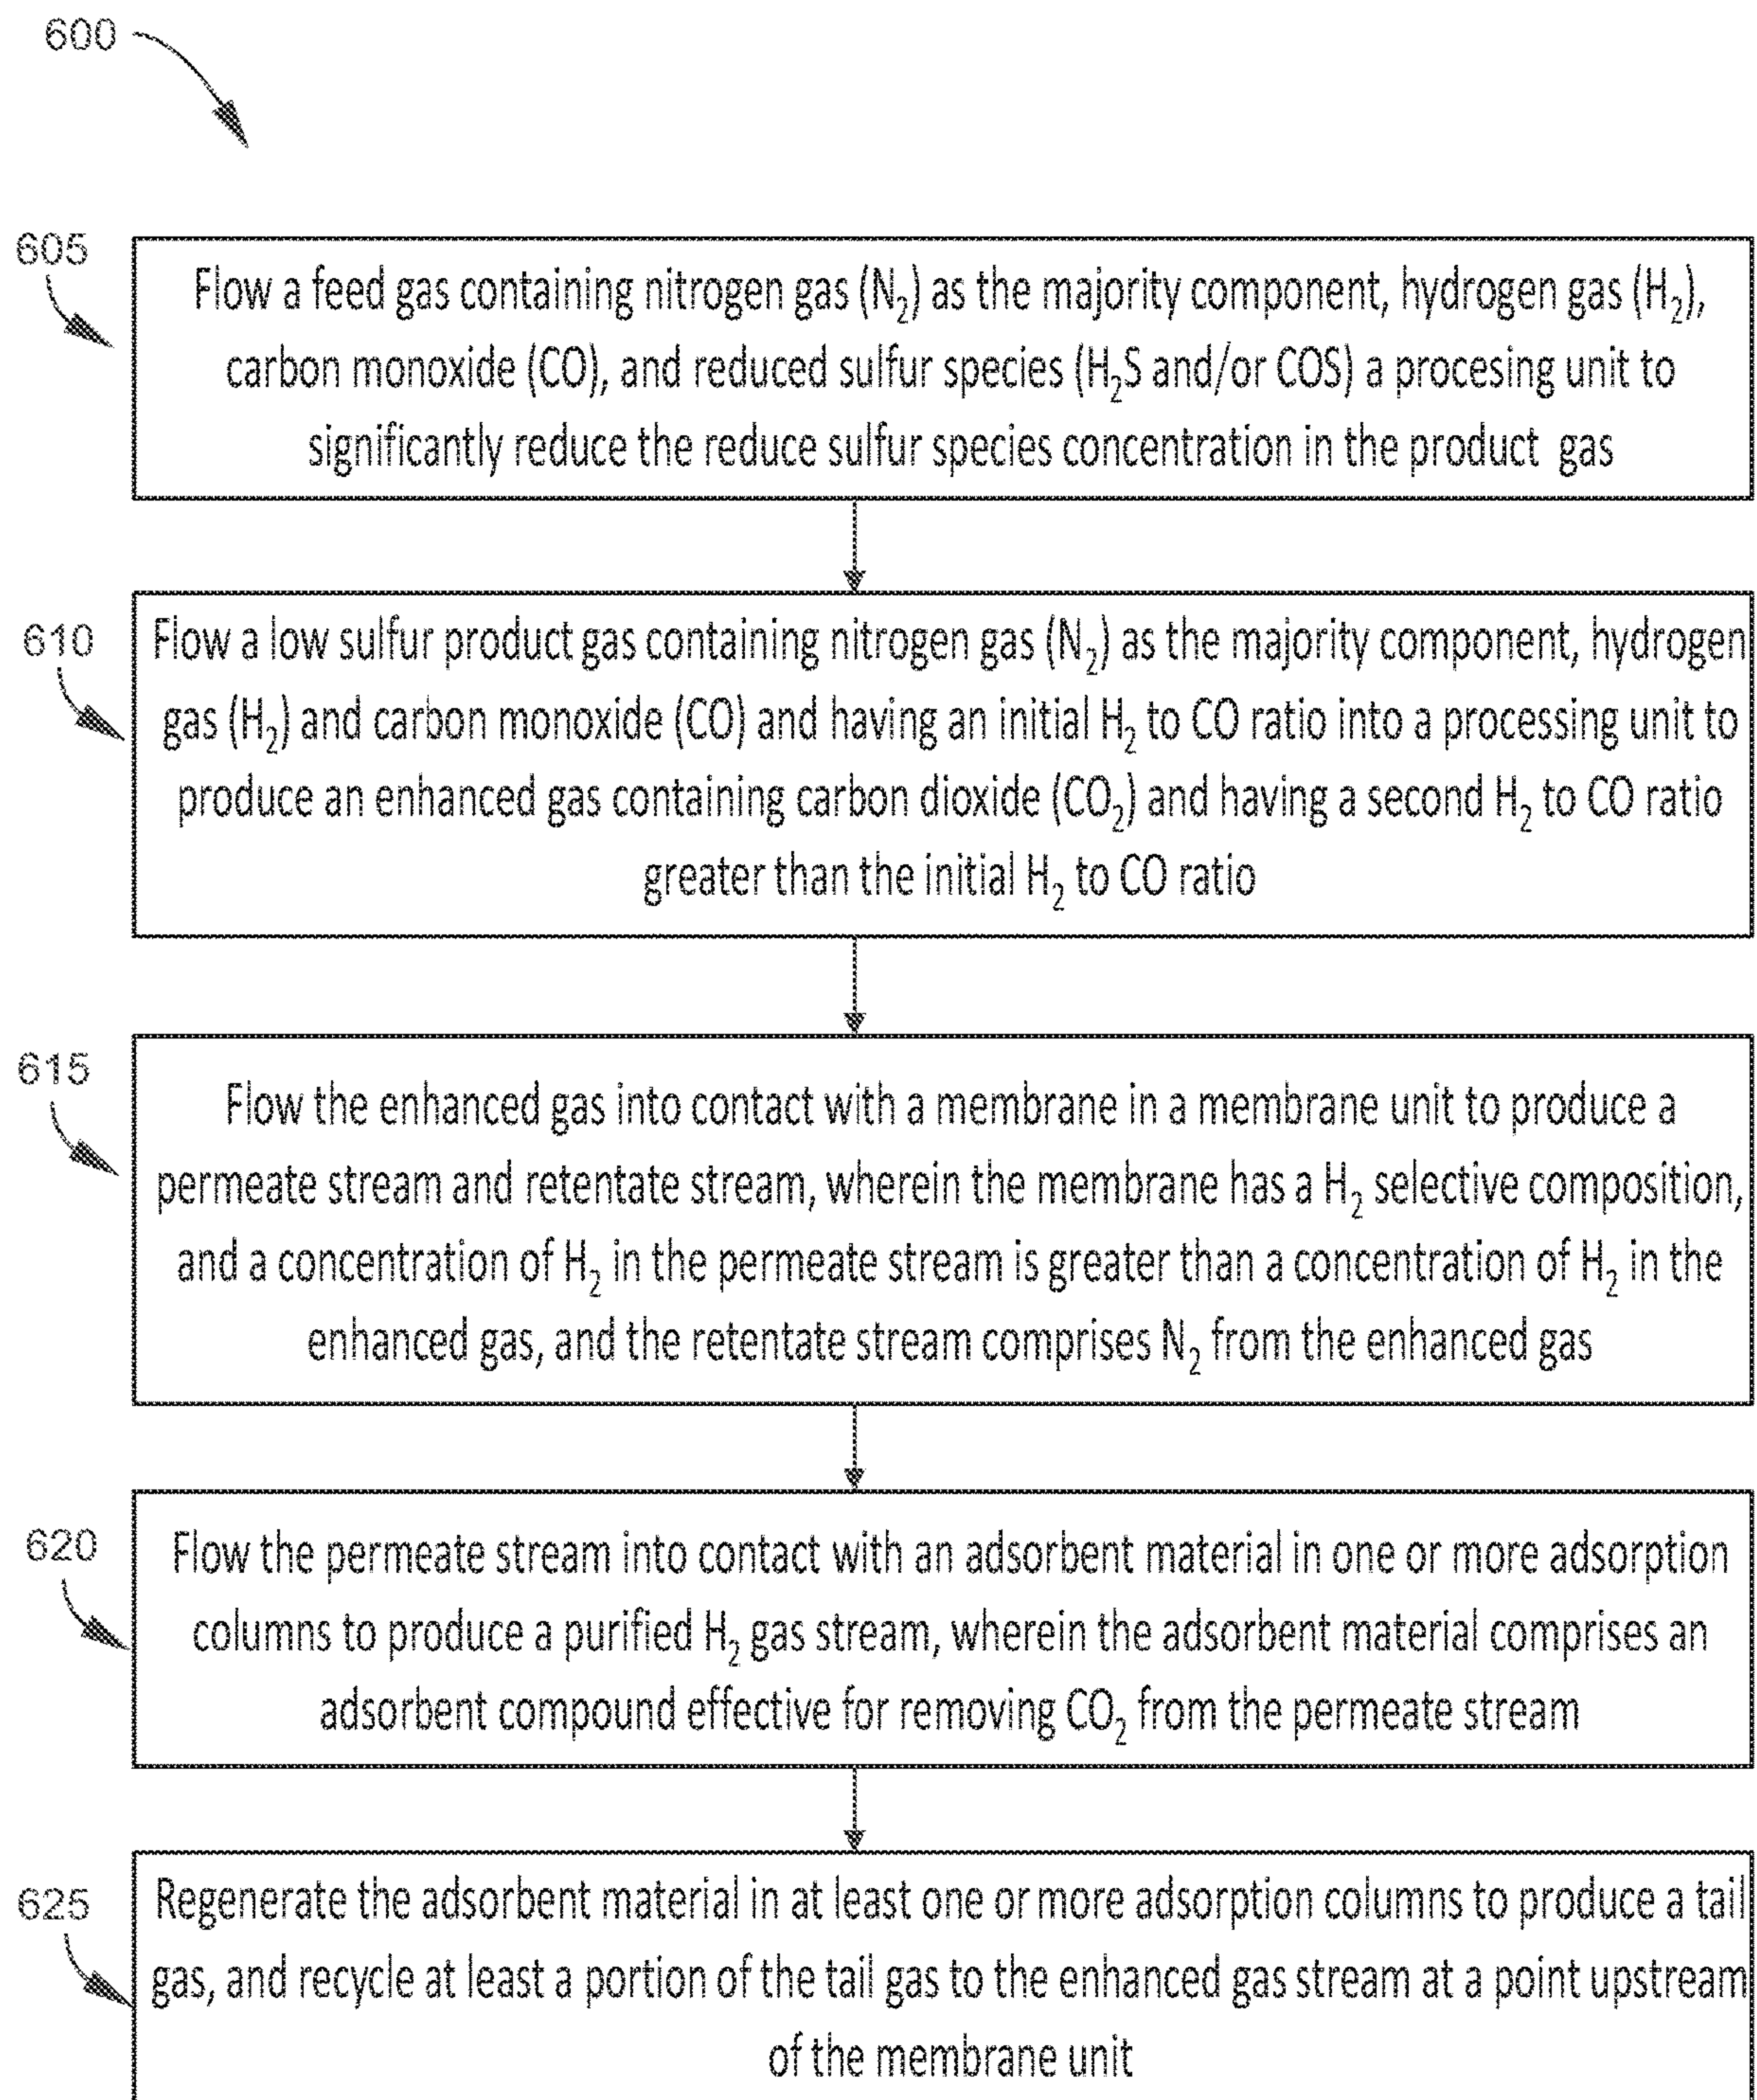 600
605
Flow a feed gas containing nitrogen gas (N₂) as the majority component, hydrogen gas (H₂),
carbon monoxide (CO), and reduced sulfur species (H₂S and/or COS) a procesing unit to
significantly reduce the reduce sulfur species concentration in the product gas
610
Flow a low sulfur product gas containing nitrogen gas (N₂) as the majority component, hydrogen
gas (H₂) and carbon monoxide (CO) and having an initial H₂ to CO ratio into a processing unit to
produce an enhanced gas containing carbon dioxide (CO₂) and having a second H₂ to CO ratio
greater than the initial H₂ to CO ratio
615
Flow the enhanced gas into contact with a membrane in a membrane unit to produce a
permeate stream and retentate stream, wherein the membrane has a H₂ selective composition,
and a concentration of H₂ in the permeate stream is greater than a concentration of H₂ in the
enhanced gas, and the retentate stream comprises N₂ from the enhanced gas
620
Flow the permeate stream into contact with an adsorbent material in one or more adsorption
columns to produce a purified H₂ gas stream, wherein the adsorbent material comprises an
adsorbent compound effective for removing CO₂ from the permeate stream
625
Regenerate the adsorbent material in at least one or more adsorption columns to produce a tail
gas, and recycle at least a portion of the tail gas to the enhanced gas stream at a point upstream
of the membrane unit